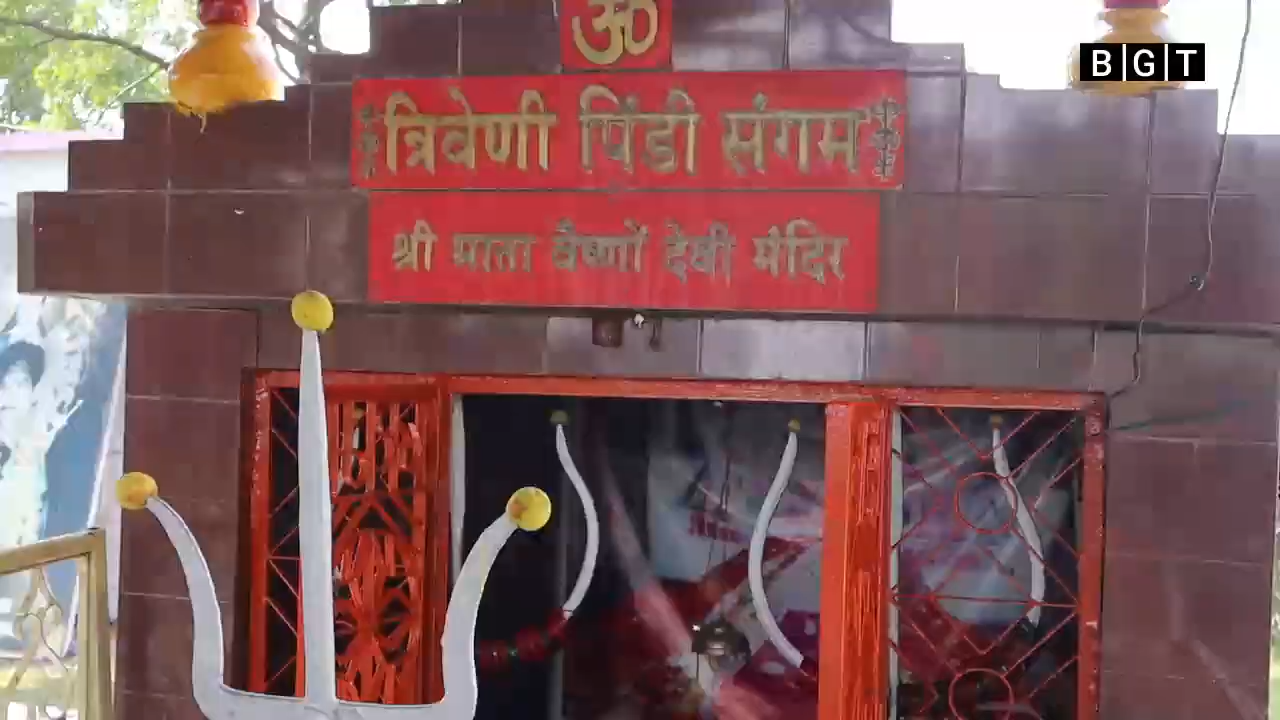 ॐ
BGT
त्रिवेणी पिंडी संगम
श्री माता वैष्णों देवी मंदिर